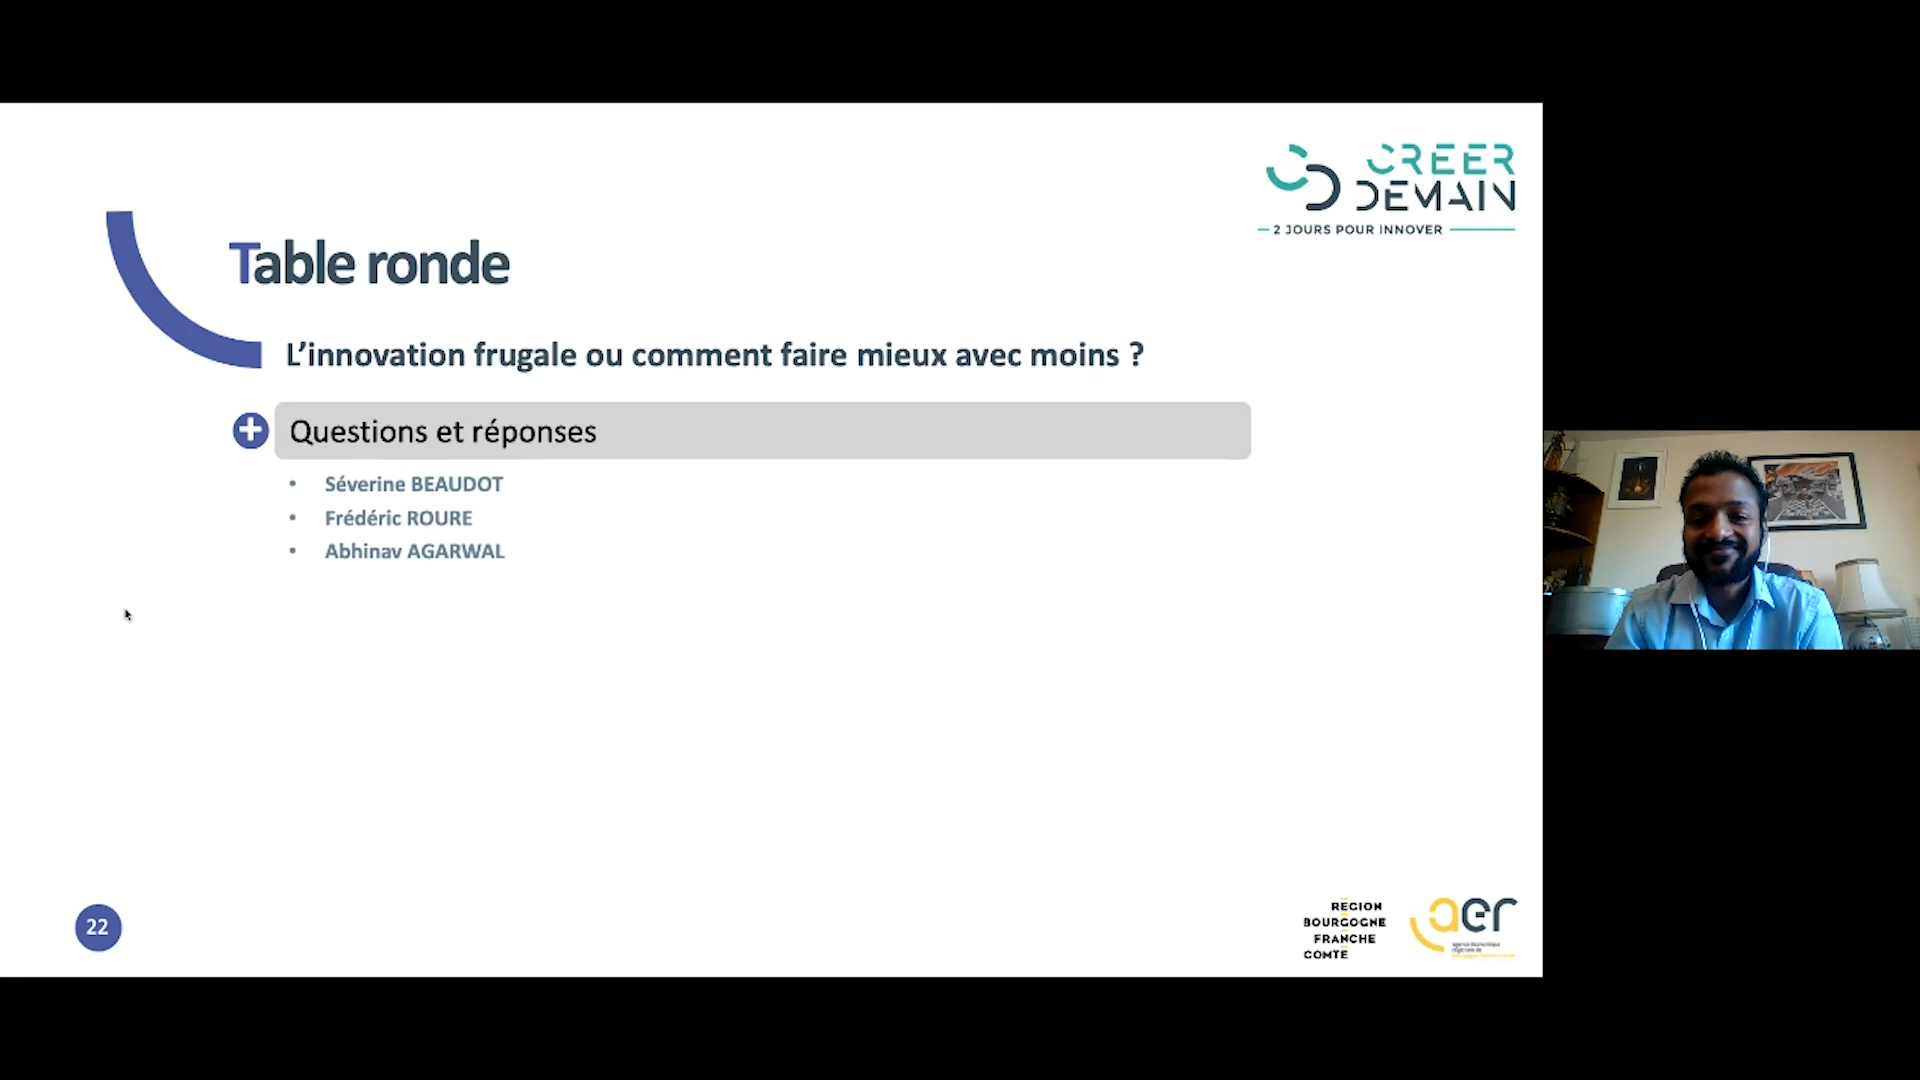 CREER
DEMAIN
2 JOURS POUR INNOVER
Table ronde
L’innovation frugale ou comment faire mieux avec moins ?
Questions et réponses
• Séverine BEAUDOT
• Frédéric ROURE
• Abhinav AGARWAL
22
REGION
BOURGOGNE
FRANCHE
COMTE
aer